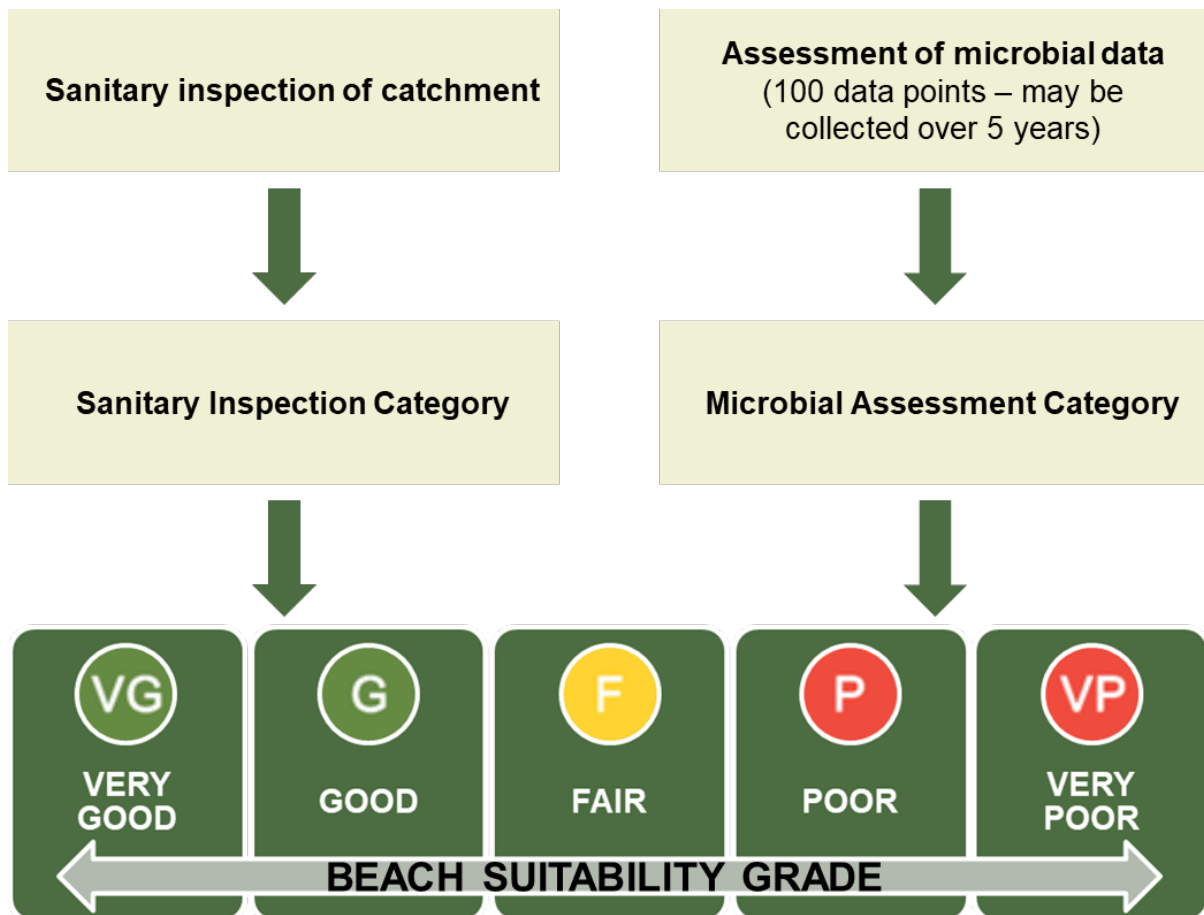 Sanitary inspection of catchment
Assessment of microbial data
(100 data points – may be
collected over 5 years)
Sanitary Inspection Category
Microbial Assessment Category
VG
VERY
GOOD
G
GOOD
F
FAIR
P
POOR
VP
VERY
POOR
BEACH SUITABILITY GRADE